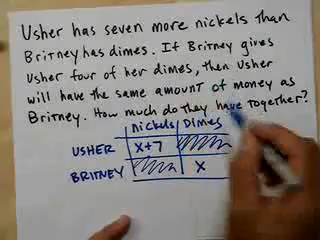 Usher has seven more nickels than
Britney has dimes. If Britney gives
Usher four of her dimes, then Usher
will have the same amount of money as
Britney. How much do they have together?
nickels Dimes
USHER x+7
BRITNEY x